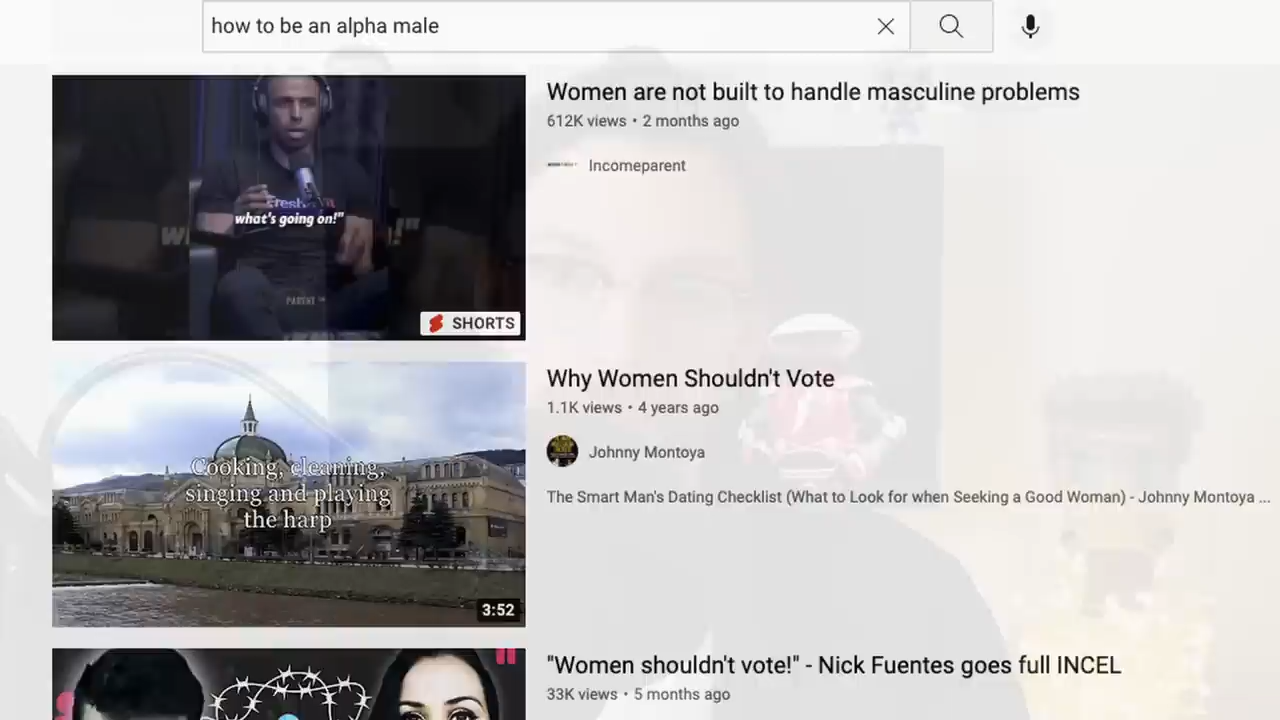 how to be an alpha male
Women are not built to handle masculine problems
612K views • 2 months ago
Incomeparent
what's going on!"
PARENT
SHORTS
Why Women Shouldn't Vote
1.1K views • 4 years ago
Johnny Montoya
Cooking, cleaning,
singing and playing
the harp
The Smart Man's Dating Checklist (What to Look for when Seeking a Good Woman) - Johnny Montoya ...
3:52
"Women shouldn't vote!" - Nick Fuentes goes full INCEL
33K views • 5 months ago